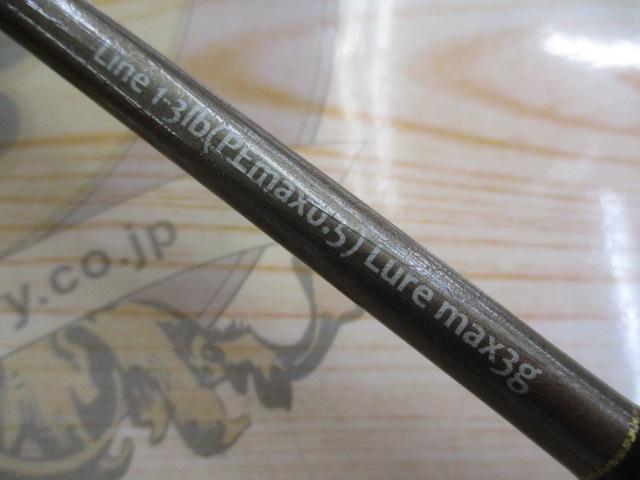 Line 1-3lb(PEmax0.5) Lure max3g
y.co.jp